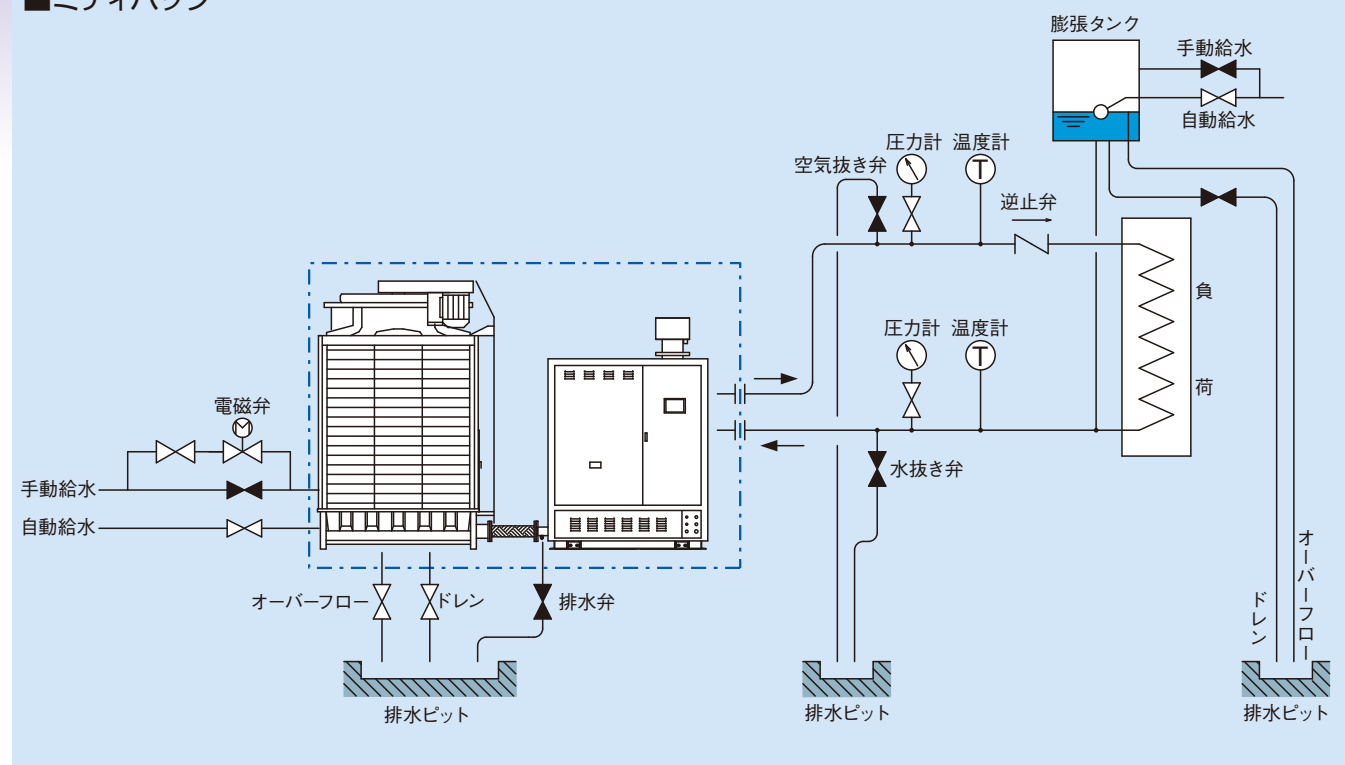 膨張タンク
手動給水
自動給水
圧力計
温度計
空気抜き弁
逆止弁
負
荷
圧力計
温度計
電磁弁
M
T
T
手動給水
自動給水
水抜き弁
オーバーフロー
ドレン
排水弁
ドレン
オーバーフロー
排水ピット
排水ピット
排水ピット